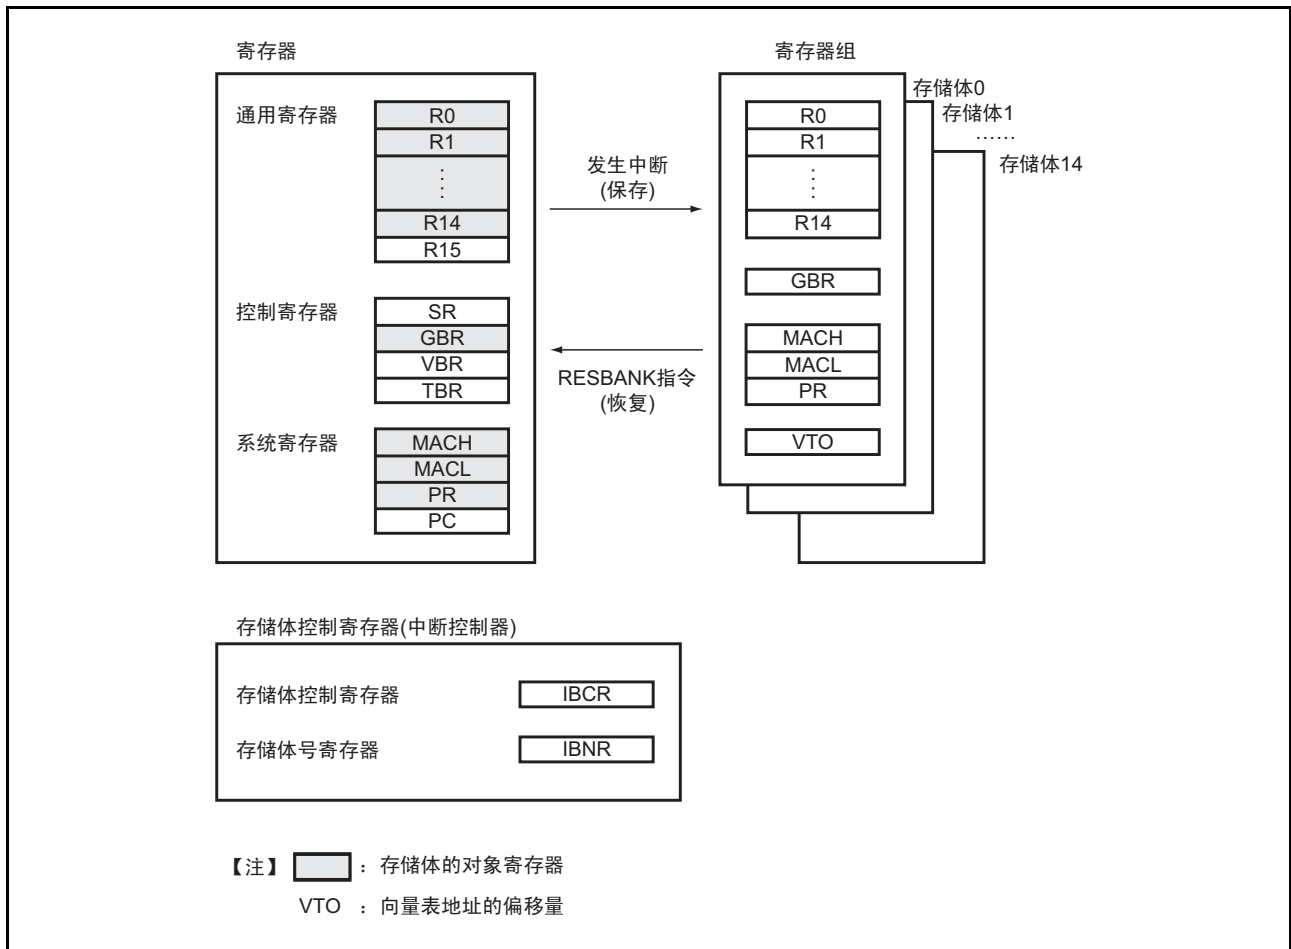 寄存器
通用寄存器
R0
R1
R14
R15
控制寄存器
SR
GBR
VBR
TBR
系统寄存器
MACH
MACL
PR
PC
发生中断
(保存)
RESBANK指令
(恢复)
寄存器组
R0
R1
R14
GBR
MACH
MACL
PR
VTO
存储体0
存储体1
……
存储体14
存储体控制寄存器(中断控制器)
存储体控制寄存器 IBCR
存储体号寄存器 IBNR
【注】 ：存储体的对象寄存器
VTO ：向量表地址的偏移量